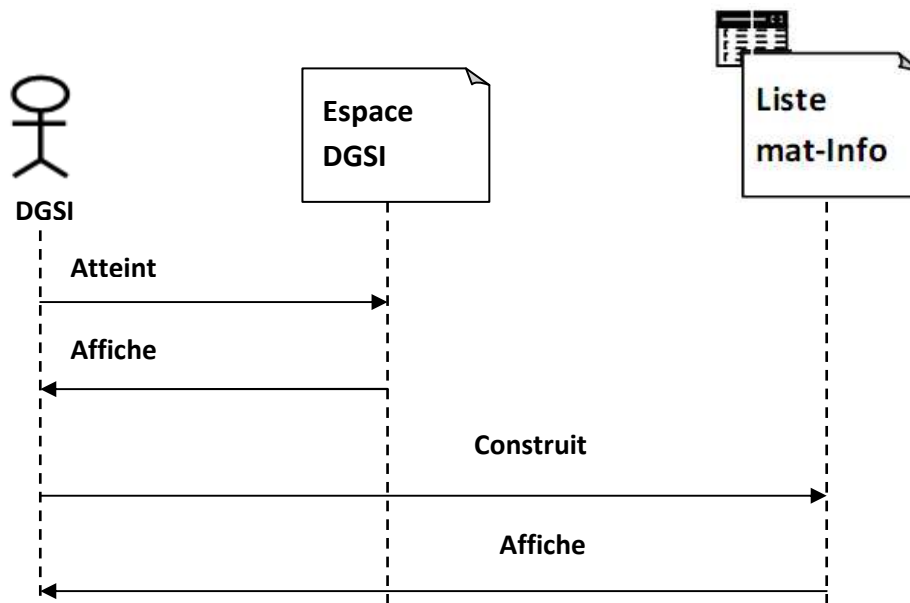 Espace
DGSI
Liste
mat-Info
DGSI
Atteint
Affiche
Construit
Affiche